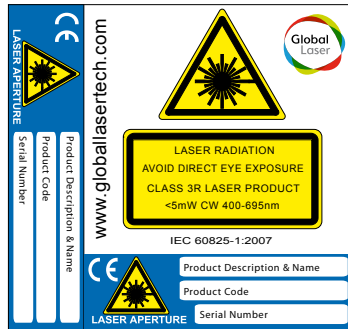 CE
LASER APERTURE
Product Description & Name
Product Code
Serial Number
www.globallasertech.com
Global
Laser
LASER RADIATION
AVOID DIRECT EYE EXPOSURE
CLASS 3R LASER PRODUCT
<5mW CW 400-695nm
IEC 60825-1:2007
CE
LASER APERTURE
Product Description & Name
Product Code
Serial Number